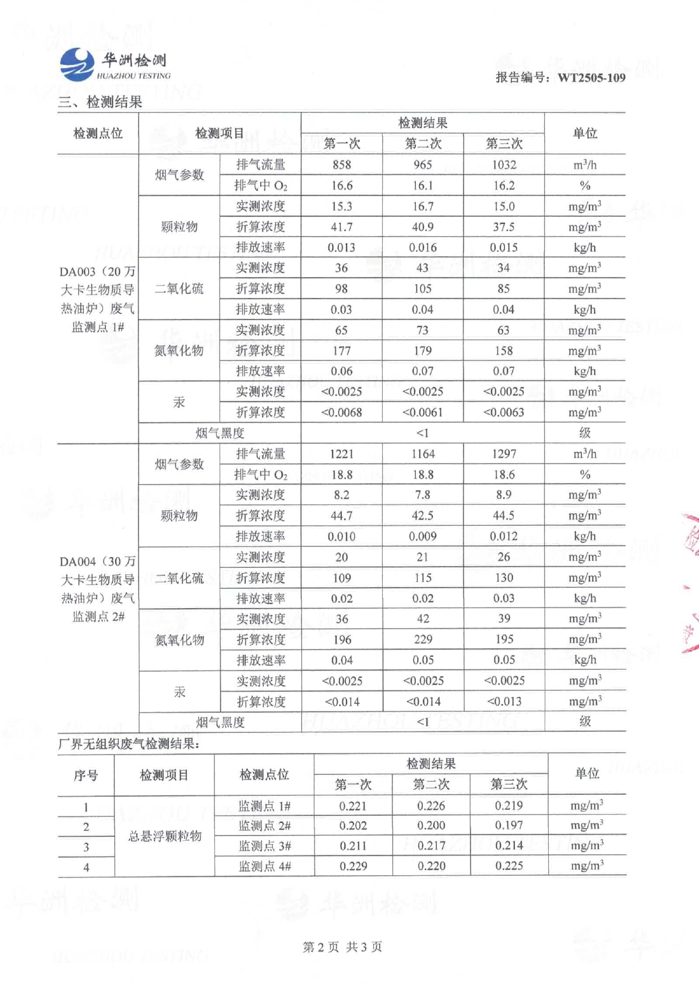 华洲检测
HUAZHOU TESTING
报告编号：WT2505-109
三、检测结果
检测点位 检测项目 检测结果 单位
第一次 第二次 第三次
DA003（20万大卡生物质导热油炉）废气监测点1#
烟气参数 排气流量 858 965 1032 m³/h
排气中 O₂ 16.6 16.1 16.2 %
颗粒物 实测浓度 15.3 16.7 15.0 mg/m³
折算浓度 41.7 40.9 37.5 mg/m³
排放速率 0.013 0.016 0.015 kg/h
二氧化硫 实测浓度 36 43 34 mg/m³
折算浓度 98 105 85 mg/m³
排放速率 0.03 0.04 0.04 kg/h
氮氧化物 实测浓度 65 73 63 mg/m³
折算浓度 177 179 158 mg/m³
排放速率 0.06 0.07 0.07 kg/h
汞 实测浓度 <0.0025 <0.0025 <0.0025 mg/m³
折算浓度 <0.0068 <0.0061 <0.0063 mg/m³
烟气黑度 <1 级
DA004（30万大卡生物质导热油炉）废气监测点2#
烟气参数 排气流量 1221 1164 1297 m³/h
排气中 O₂ 18.8 18.8 18.6 %
颗粒物 实测浓度 8.2 7.8 8.9 mg/m³
折算浓度 44.7 42.5 44.5 mg/m³
排放速率 0.010 0.009 0.012 kg/h
二氧化硫 实测浓度 20 21 26 mg/m³
折算浓度 109 115 130 mg/m³
排放速率 0.02 0.02 0.03 kg/h
氮氧化物 实测浓度 36 42 39 mg/m³
折算浓度 196 229 195 mg/m³
排放速率 0.04 0.05 0.05 kg/h
汞 实测浓度 <0.0025 <0.0025 <0.0025 mg/m³
折算浓度 <0.014 <0.014 <0.013 mg/m³
烟气黑度 <1 级
厂界无组织废气检测结果：
序号 检测项目 检测点位 检测结果 单位
第一次 第二次 第三次
1 总悬浮颗粒物 监测点 1# 0.221 0.226 0.219 mg/m³
2 监测点 2# 0.202 0.200 0.197 mg/m³
3 监测点 3# 0.211 0.217 0.214 mg/m³
4 监测点 4# 0.229 0.220 0.225 mg/m³
第 2 页 共 3 页